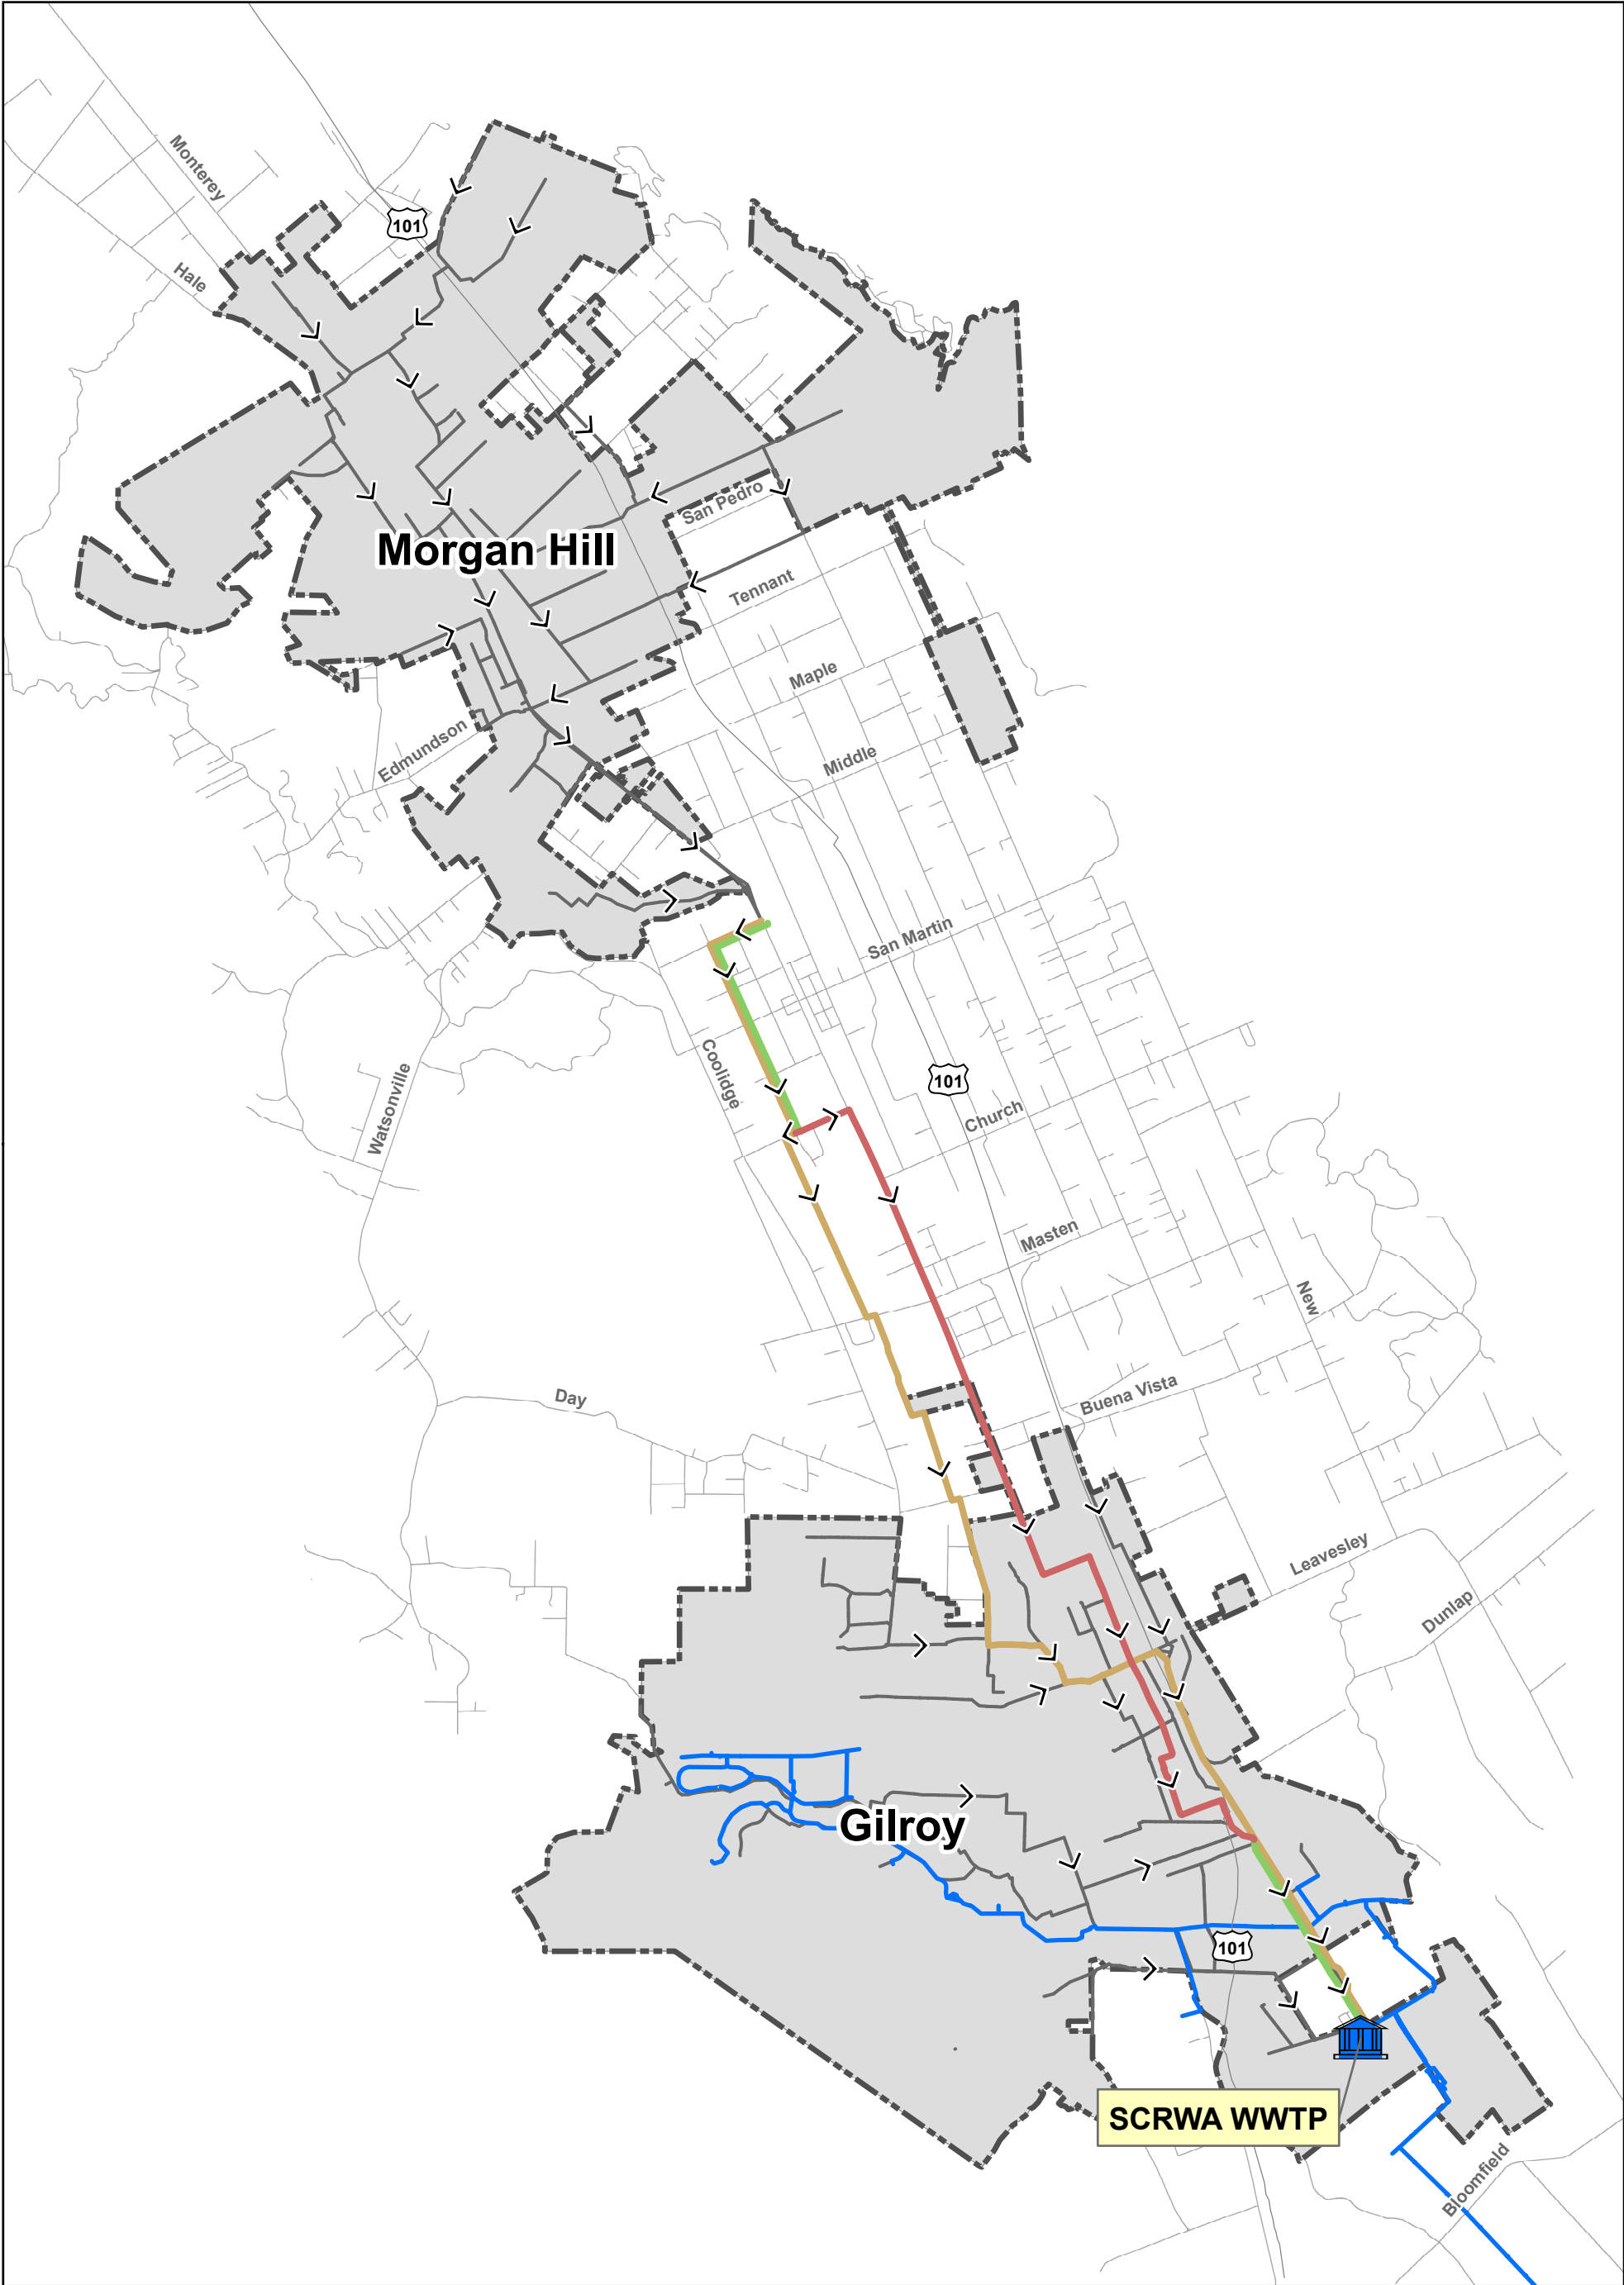 Monterey
101
Hale
San Pedro
Morgan Hill
Tennant
Maple
Edmundson
Middle
San Martin
Coolidge
101
Watsonville
Church
Masten
New
Day
Buena Vista
Leavesley
Dunlap
Gilroy
101
SCRWA WWTP
Bloomfield